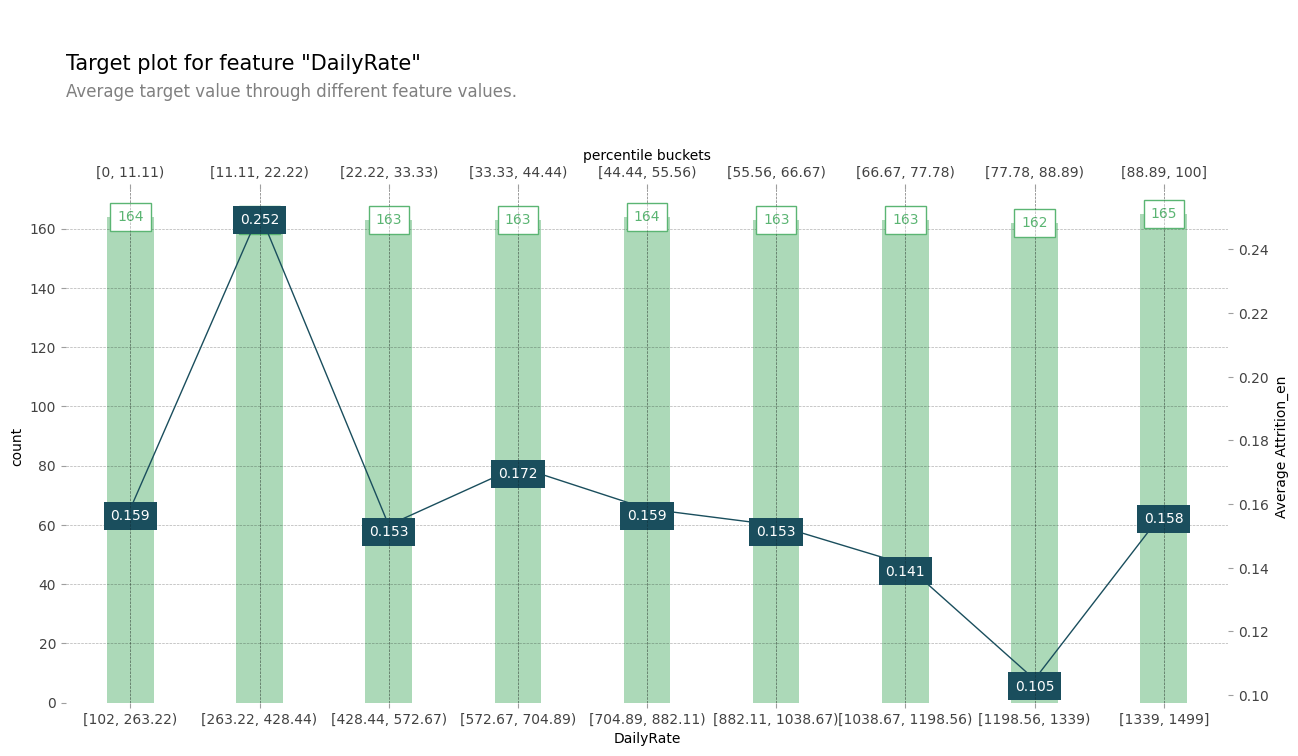 Target plot for feature "DailyRate"
Average target value through different feature values.
percentile buckets
[0, 11.11) [11.11, 22.22) [22.22, 33.33) [33.33, 44.44) [44.44, 55.56) [55.56, 66.67) [66.67, 77.78) [77.78, 88.89) [88.89, 100]
164 0.252 163 163 164 163 163 162 165
160
140
120
100
80
60
40
20
0
count
0.24
0.22
0.20
0.18
0.16
0.14
0.12
0.10
Average Attrition_en
0.159 0.153 0.172 0.159 0.153 0.141 0.105 0.158
[102, 263.22) [263.22, 428.44) [428.44, 572.67) [572.67, 704.89) [704.89, 882.11) [882.11, 1038.67) [1038.67, 1198.56) [1198.56, 1339) [1339, 1499]
DailyRate